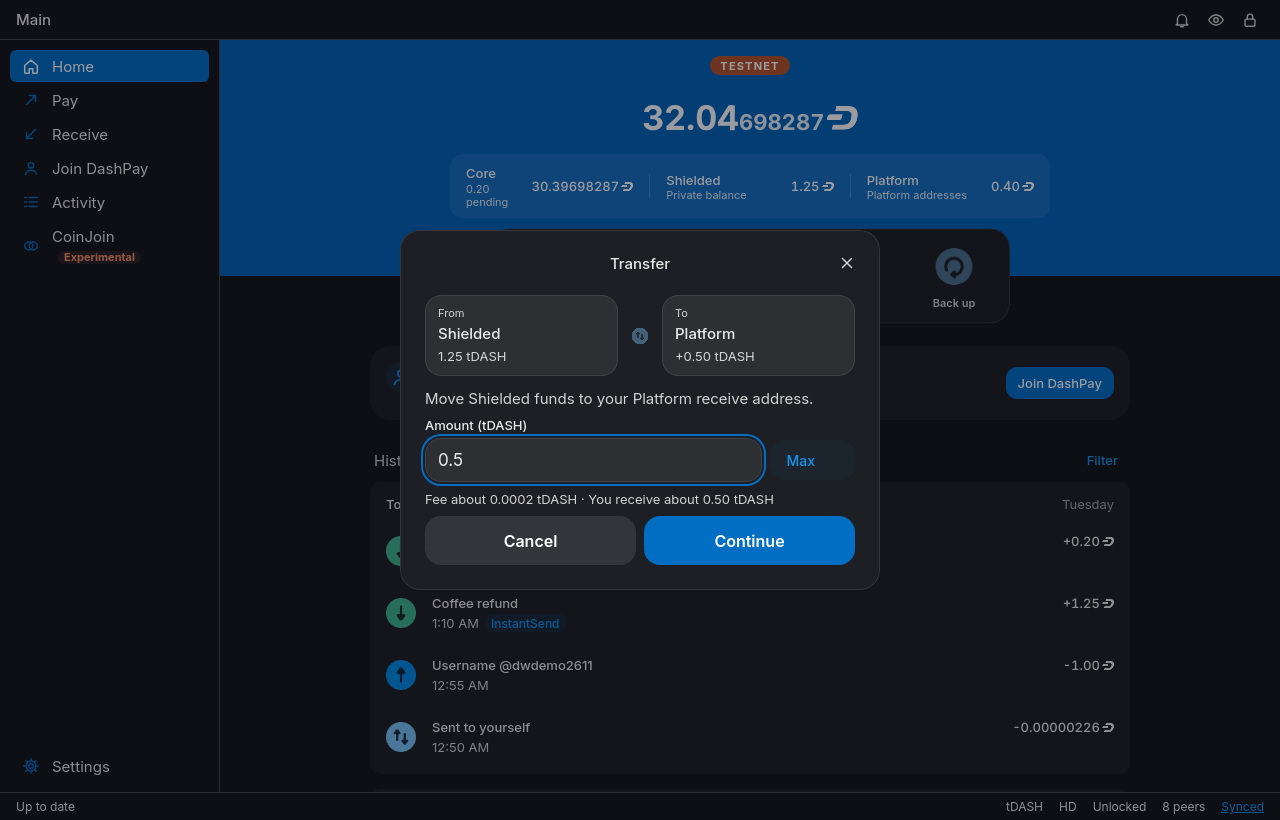 Main
Home
Pay
Receive
Join DashPay
Activity
CoinJoin
Experimental
Settings
TESTNET
32.04698287
Core
0.20 pending
30.39698287
Shielded
Private balance
1.25
Platform
Platform addresses
0.40
Back up
Join DashPay
Transfer
From
Shielded
1.25 tDASH
To
Platform
+0.50 tDASH
Move Shielded funds to your Platform receive address.
Amount (tDASH)
0.5
Max
Fee about 0.0002 tDASH · You receive about 0.50 tDASH
Cancel
Continue
Filter
Tuesday
+0.20
Coffee refund
1:10 AM InstantSend
+1.25
Username @dwdemo2611
12:55 AM
-1.00
Sent to yourself
12:50 AM
-0.00000226
Up to date
tDASH HD Unlocked 8 peers Synced